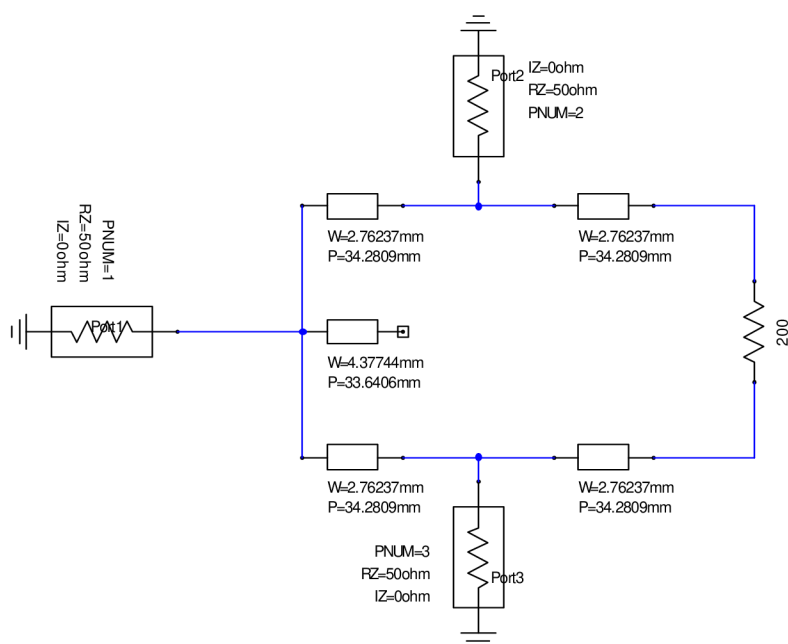 Port2
IZ=0ohm
RZ=50ohm
PNUM=2
PNUM=1
RZ=50ohm
IZ=0ohm
Port1
W=2.76237mm
P=34.2809mm
W=2.76237mm
P=34.2809mm
W=4.37744mm
P=33.6406mm
200
W=2.76237mm
P=34.2809mm
W=2.76237mm
P=34.2809mm
PNUM=3
RZ=50ohm
IZ=0ohm
Port3